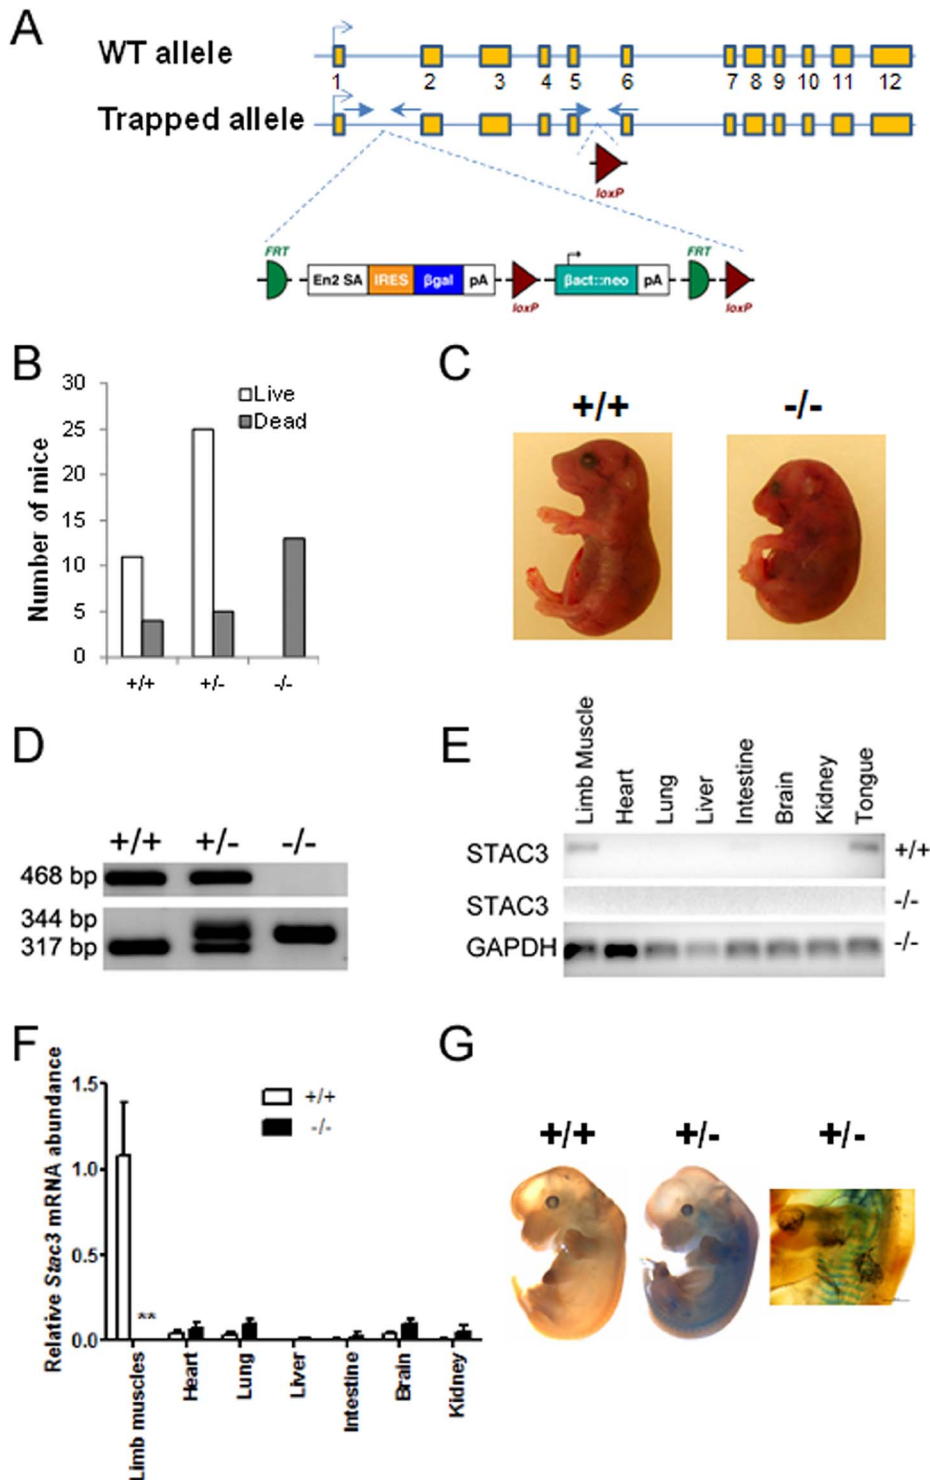 A
WT allele
1 2 3 4 5 6 7 8 9 10 11 12
Trapped allele
loxP
FRT FRT
En2 SA IRES βgal pA βact::neo pA
loxP loxP
B
Number of mice
30
25
20
15
10
5
0
Live
Dead
+/+ +/- -/-
C
+/+ -/-
D
+/+ +/- -/-
468 bp
344 bp
317 bp
E
Limb Muscle
Heart
Lung
Liver
Intestine
Brain
Kidney
Tongue
STAC3 +/+
STAC3 -/-
GAPDH -/-
F
Relative Stac3 mRNA abundance
1.5
1.0
0.5
0.0
+/+
-/-
**
Limb muscles
Heart
Lung
Liver
Intestine
Brain
Kidney
G
+/+ +/- +/-